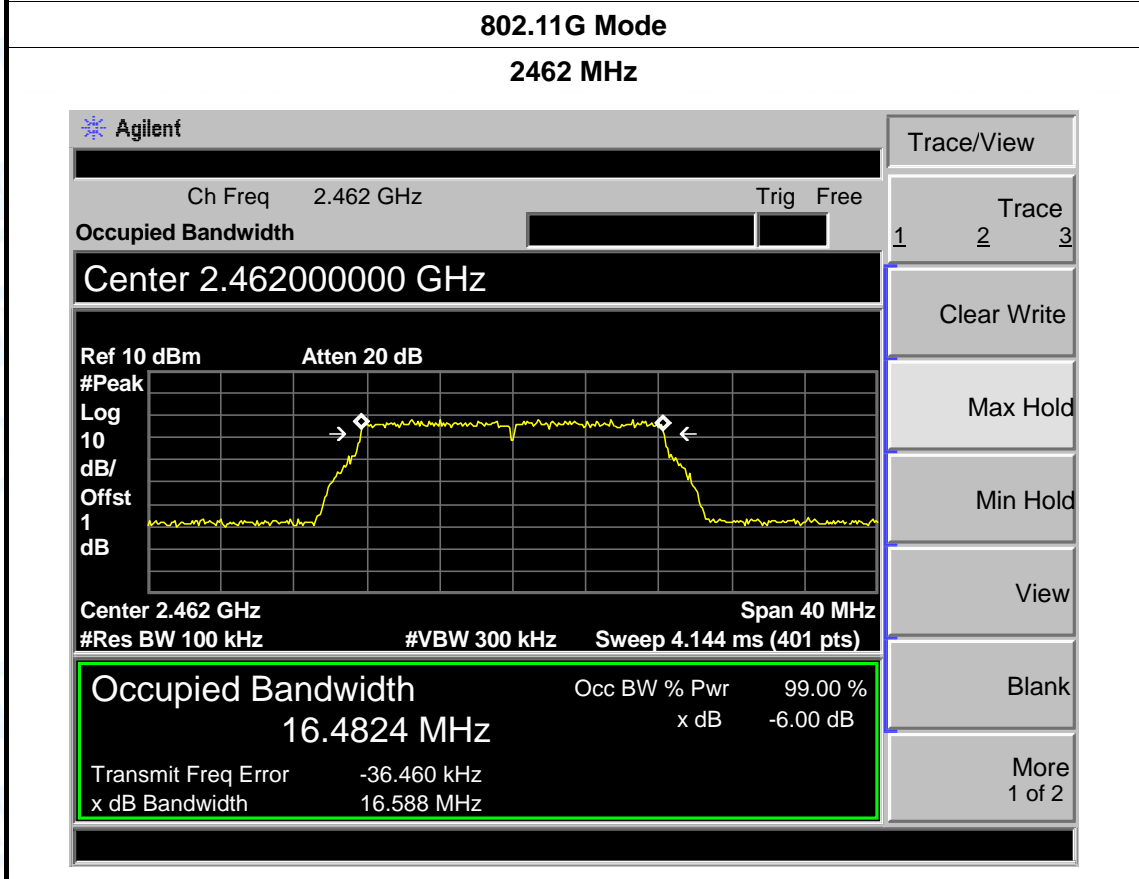 802.11G Mode
2462 MHz
Agilent
Trace/View
Ch Freq 2.462 GHz Trig Free
Occupied Bandwidth
Trace
1 2 3
Center 2.462000000 GHz
Clear Write
Ref 10 dBm Atten 20 dB
#Peak
Log
10
dB/
Offst
1
dB
Max Hold
Min Hold
Center 2.462 GHz Span 40 MHz
#Res BW 100 kHz #VBW 300 kHz Sweep 4.144 ms (401 pts)
View
Occupied Bandwidth Occ BW % Pwr 99.00 %
16.4824 MHz x dB -6.00 dB
Transmit Freq Error -36.460 kHz
x dB Bandwidth 16.588 MHz
Blank
More
1 of 2